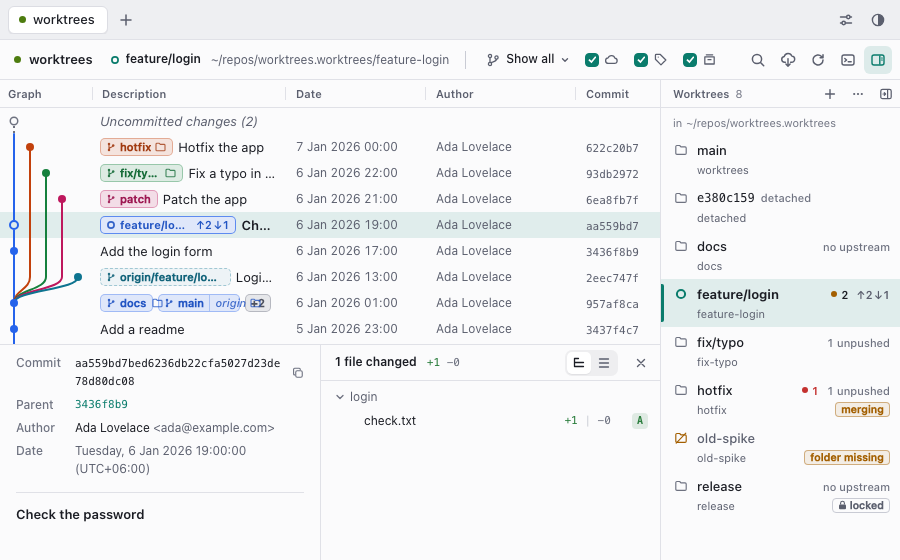 worktrees
worktrees feature/login ~/repos/worktrees.worktrees/feature-login Show all
Graph Description Date Author Commit
Uncommitted changes (2)
hotfix Hotfix the app 7 Jan 2026 00:00 Ada Lovelace 622c20b7
fix/ty... Fix a typo in ... 6 Jan 2026 22:00 Ada Lovelace 93db2972
patch Patch the app 6 Jan 2026 21:00 Ada Lovelace 6ea8fb7f
feature/lo... ↑2↓1 Ch... 6 Jan 2026 19:00 Ada Lovelace aa559bd7
Add the login form 6 Jan 2026 17:00 Ada Lovelace 3436f8b9
origin/feature/lo... Logi... 6 Jan 2026 13:00 Ada Lovelace 2eec747f
docs main origin +2 6 Jan 2026 01:00 Ada Lovelace 957af8ca
Add a readme 5 Jan 2026 23:00 Ada Lovelace 3437f4c7
Commit aa559bd7bed6236db22cfa5027d23de
78d80dc08
Parent 3436f8b9
Author Ada Lovelace <ada@example.com>
Date Tuesday, 6 Jan 2026 19:00:00
(UTC+06:00)
Check the password
1 file changed +1 −0
login
check.txt +1 | −0 A
Worktrees 8
in ~/repos/worktrees.worktrees
main
worktrees
e380c159 detached
detached
docs no upstream
docs
feature/login 2 ↑2↓1
feature-login
fix/typo 1 unpushed
fix-typo
hotfix 1 1 unpushed
hotfix merging
old-spike
old-spike folder missing
release no upstream
release locked